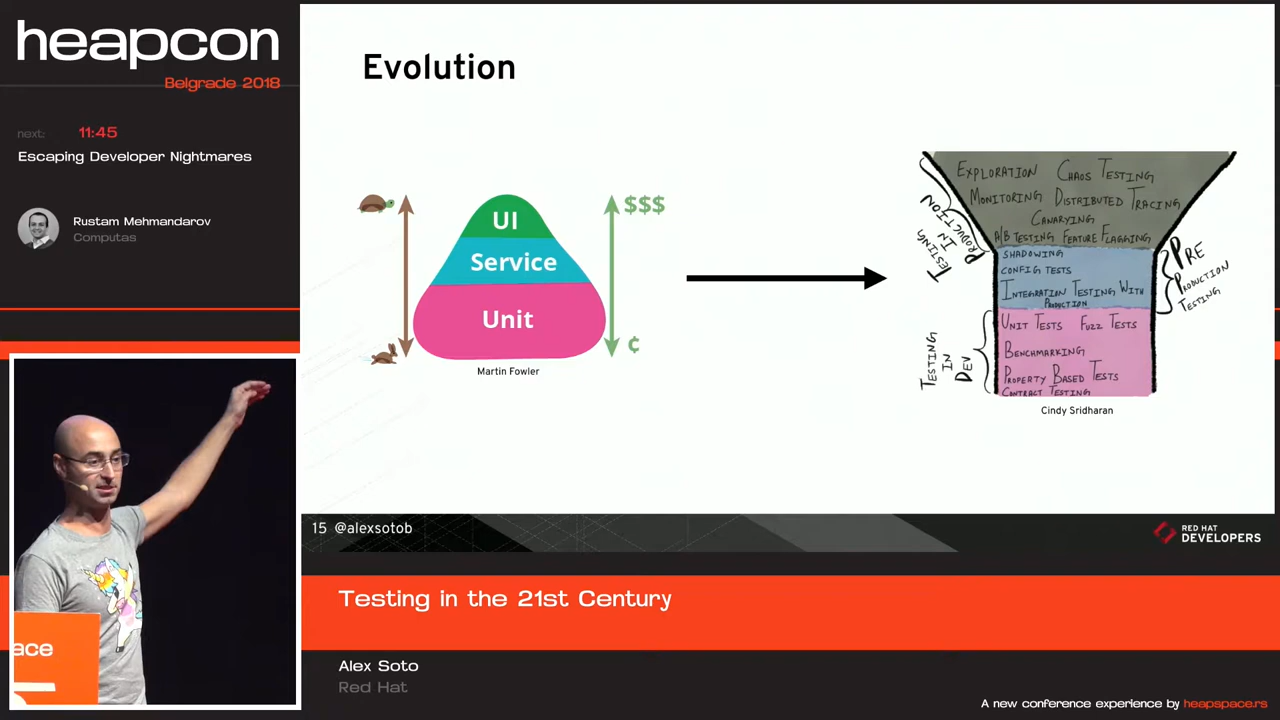 heapcon
Belgrade 2018
next: 11:45
Escaping Developer Nightmares
Rustam Mehmandarov
Computas
Evolution
UI
Service
Unit
$$$
¢
Martin Fowler
EXPLORATION CHAOS TESTING
MONITORING DISTRIBUTED TRACING
CANARYING
A/B TESTING FEATURE FLAGGING
TESTING IN PRODUCTION
SHADOWING
CONFIG TESTS
INTEGRATION TESTING WITH
PRODUCTION
PRE
PRODUCTION
TESTING
UNIT TESTS FUZZ TESTS
BENCHMARKING
PROPERTY BASED TESTS
CONTRACT TESTING
TESTING
IN
DEV
Cindy Sridharan
15 @alexsotob
RED HAT
DEVELOPERS
ace
Testing in the 21st Century
Alex Soto
Red Hat
A new conference experience by heapspace.rs